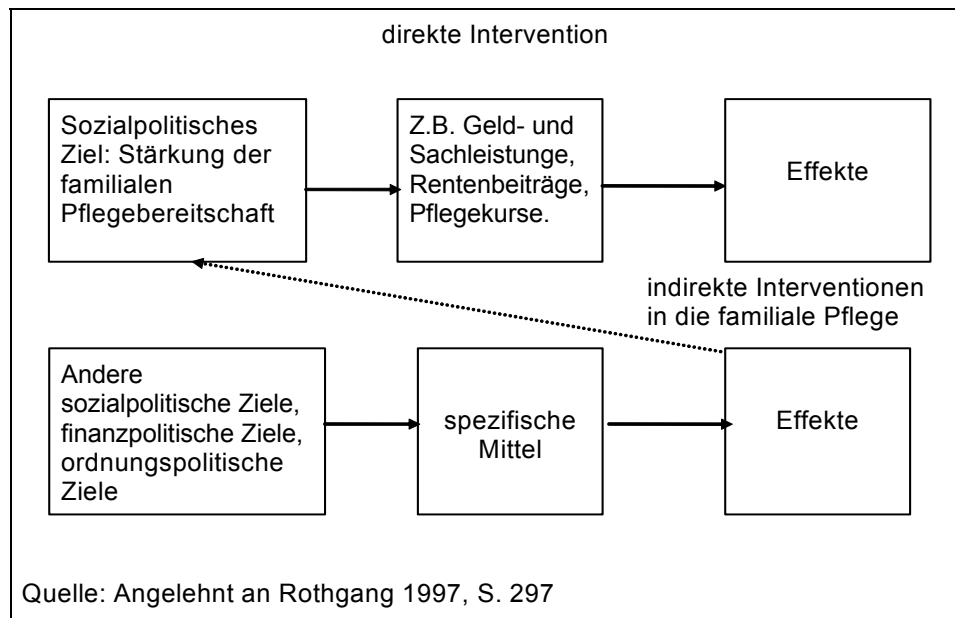 direkte Intervention
Sozialpolitisches
Ziel: Stärkung der
familialen
Pflegebereitschaft
Z.B. Geld- und
Sachleistunge,
Rentenbeiträge,
Pflegekurse.
Effekte
indirekte Interventionen
in die familiale Pflege
Andere
sozialpolitische Ziele,
finanzpolitische Ziele,
ordnungspolitische
Ziele
spezifische
Mittel
Effekte
Quelle: Angelehnt an Rothgang 1997, S. 297